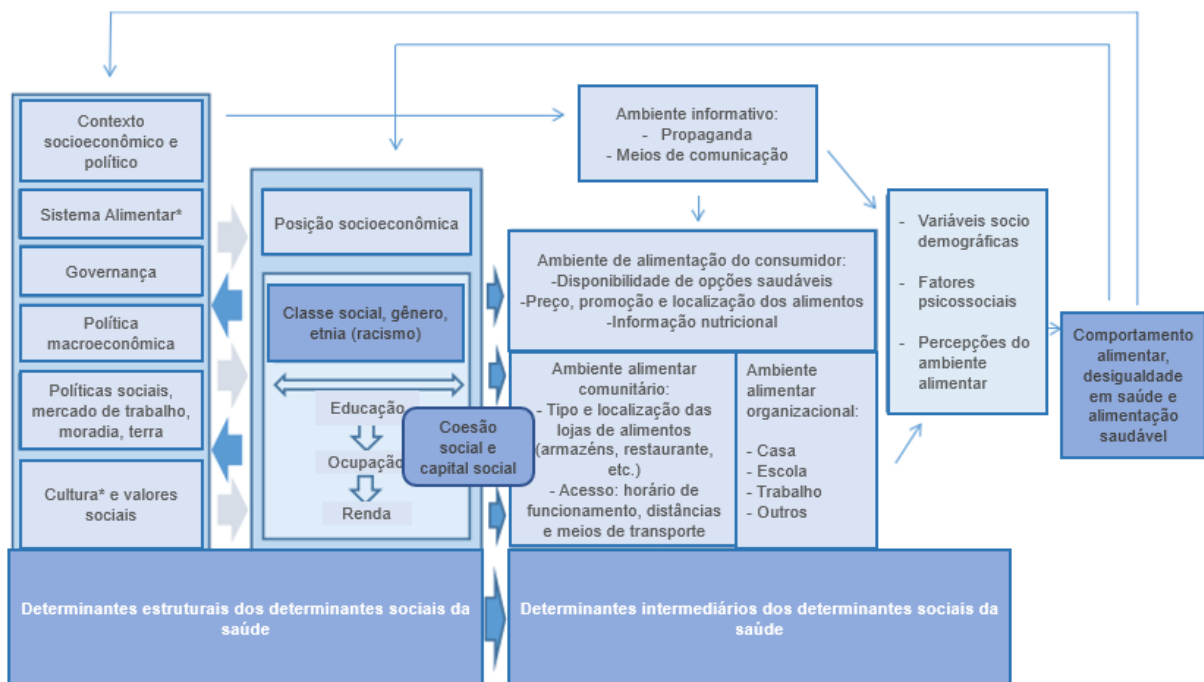 Contexto
socioeconômico e
político
Sistema Alimentar*
Governança
Política
macroeconômica
Políticas sociais,
mercado de trabalho,
moradia, terra
Cultura* e valores
sociais
Posição socioeconômica
Classe social, gênero,
etnia (racismo)
Educação
Ocupação
Renda
Coesão
social e
capital social
Ambiente informativo:
- Propaganda
- Meios de comunicação
Ambiente de alimentação do consumidor:
-Disponibilidade de opções saudáveis
-Preço, promoção e localização dos alimentos
-Informação nutricional
Ambiente alimentar
comunitário:
- Tipo e localização das
lojas de alimentos
(armazéns, restaurante,
etc.)
- Acesso: horário de
funcionamento, distâncias
e meios de transporte
Ambiente
alimentar
organizacional:
- Casa
- Escola
- Trabalho
- Outros
- Variáveis socio
demográficas
- Fatores
psicossociais
- Percepções do
ambiente
alimentar
Comportamento
alimentar,
desigualdade
em saúde e
alimentação
saudável
Determinantes estruturais dos determinantes sociais da
saúde
Determinantes intermediários dos determinantes sociais da
saúde